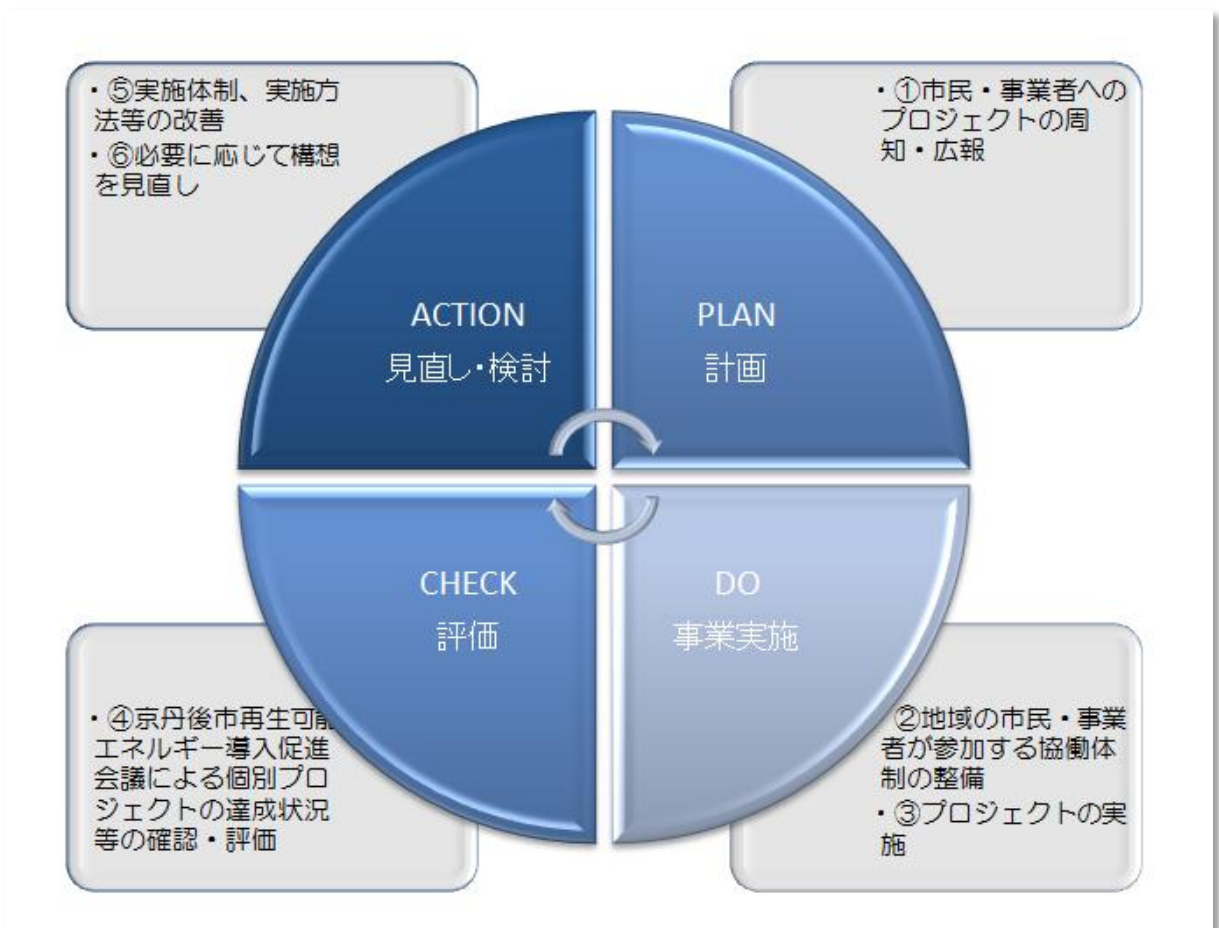 ・⑤実施体制、実施方
法等の改善
・⑥必要に応じて構想
を見直し
・①市民・事業者への
プロジェクトの周
知・広報
ACTION
見直し・検討
PLAN
計画
CHECK
評価
DO
事業実施
・④京丹後市再生可能
エネルギー導入促進
会議による個別プロ
ジェクトの達成状況
等の確認・評価
・②地域の市民・事業
者が参加する協働体
制の整備
・③プロジェクトの実
施